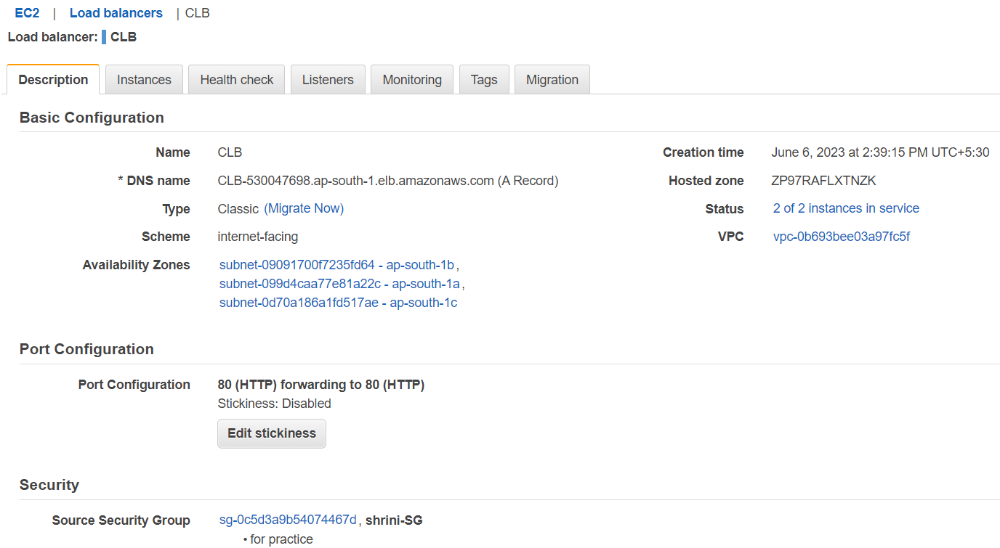 EC2 | Load balancers | CLB
Load balancer: CLB
Description Instances Health check Listeners Monitoring Tags Migration
Basic Configuration
Name CLB Creation time June 6, 2023 at 2:39:15 PM UTC+5:30
* DNS name CLB-530047698.ap-south-1.elb.amazonaws.com (A Record) Hosted zone ZP97RAFLXTNZK
Type Classic (Migrate Now) Status 2 of 2 instances in service
Scheme internet-facing VPC vpc-0b693bee03a97fc5f
Availability Zones subnet-09091700f7235fd64 - ap-south-1b,
subnet-099d4caa77e81a22c - ap-south-1a,
subnet-0d70a186a1fd517ae - ap-south-1c
Port Configuration
Port Configuration 80 (HTTP) forwarding to 80 (HTTP)
Stickiness: Disabled
Edit stickiness
Security
Source Security Group sg-0c5d3a9b54074467d, shrini-SG
• for practice